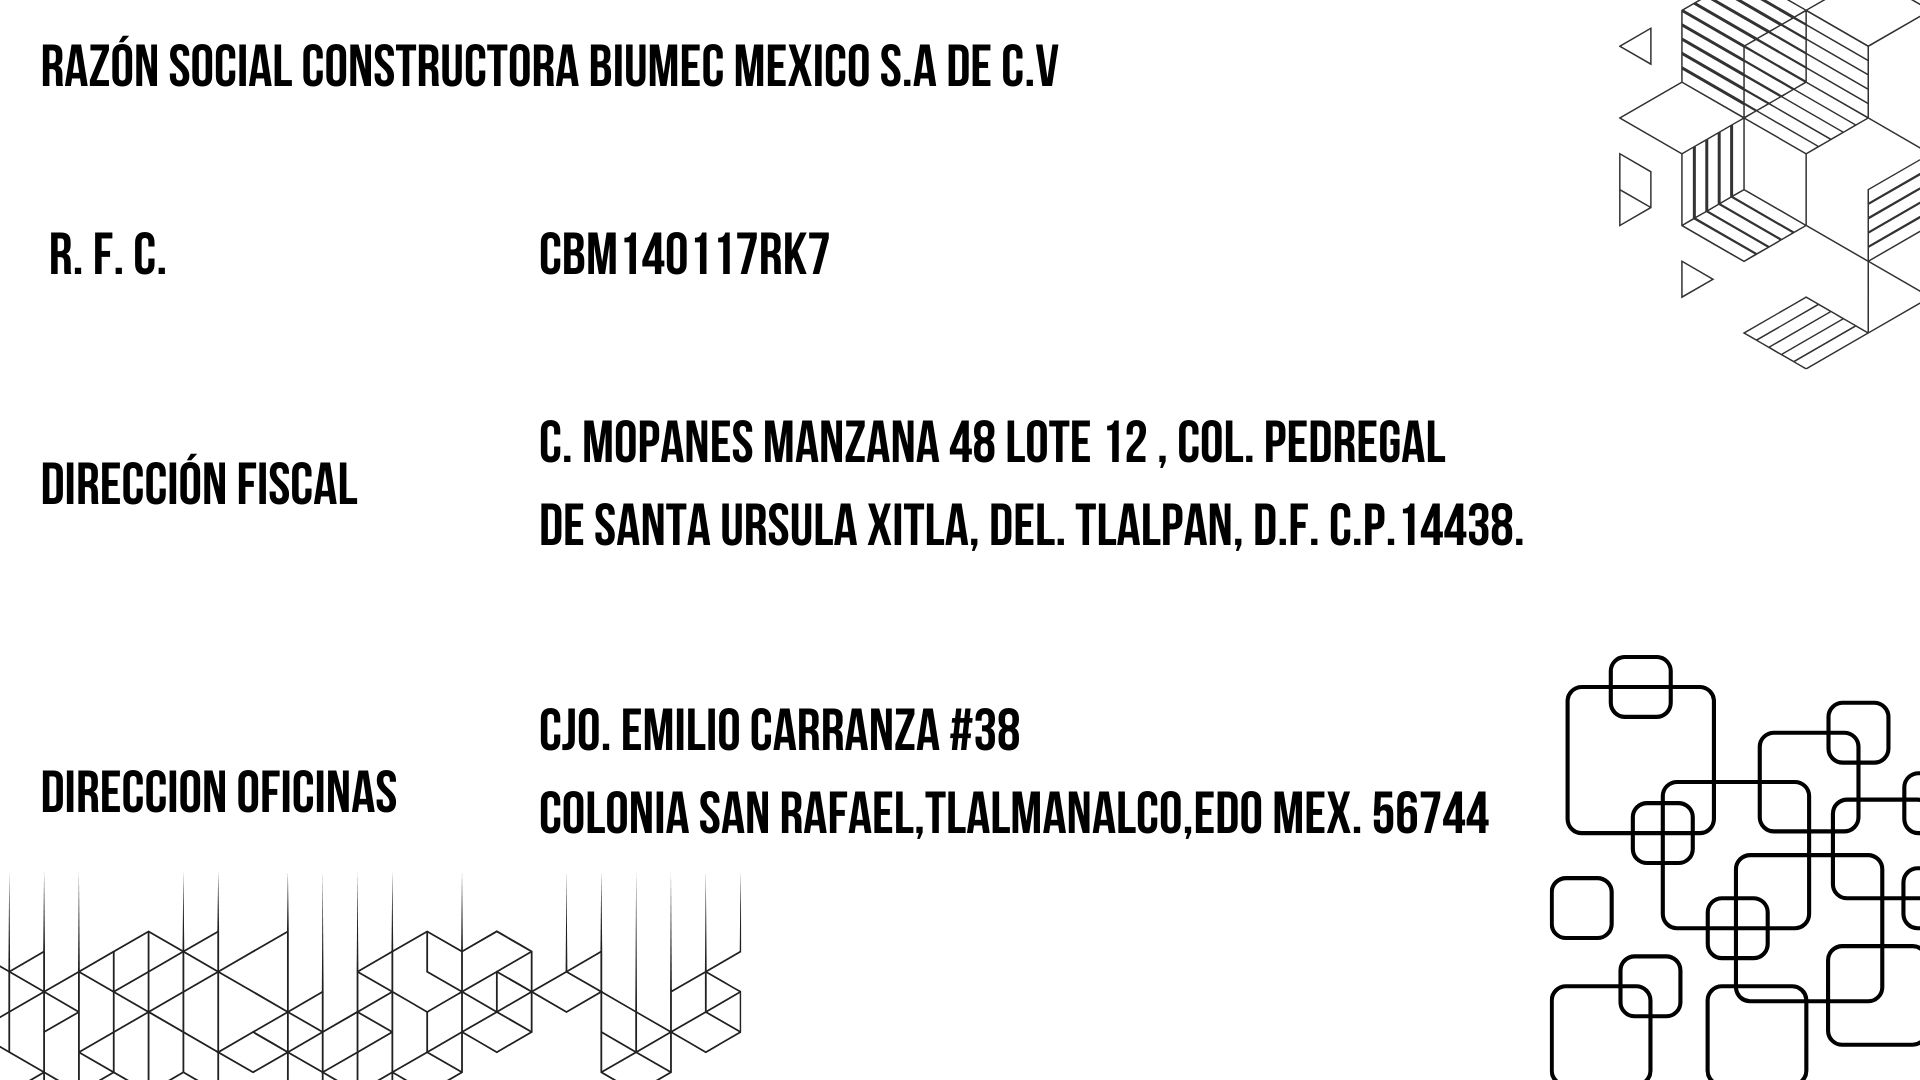 RAZÓN SOCIAL CONSTRUCTORA BIUMEC MEXICO S.A DE C.V
R. F. C.
CBM140117RK7
DIRECCIÓN FISCAL
C. MOPANES MANZANA 48 LOTE 12 , COL. PEDREGAL
DE SANTA URSULA XITLA, DEL. TLALPAN, D.F. C.P.14438.
DIRECCION OFICINAS
CJO. EMILIO CARRANZA #38
COLONIA SAN RAFAEL,TLALMANALCO,EDO MEX. 56744